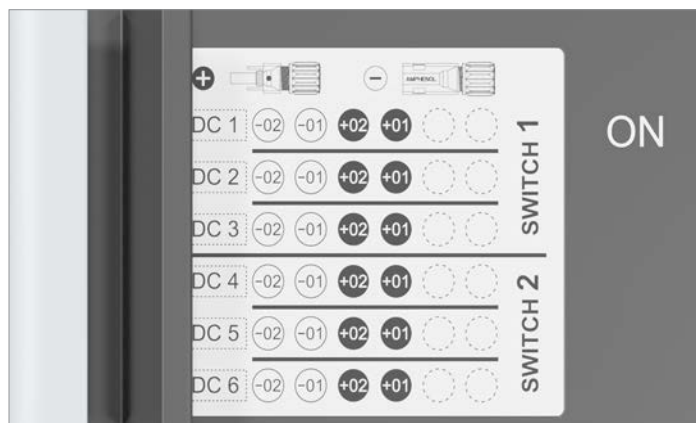 + − AMPHENOL
DC 1 −02 −01 +02 +01
DC 2 −02 −01 +02 +01
DC 3 −02 −01 +02 +01
SWITCH 1
DC 4 −02 −01 +02 +01
DC 5 −02 −01 +02 +01
DC 6 −02 −01 +02 +01
SWITCH 2
ON